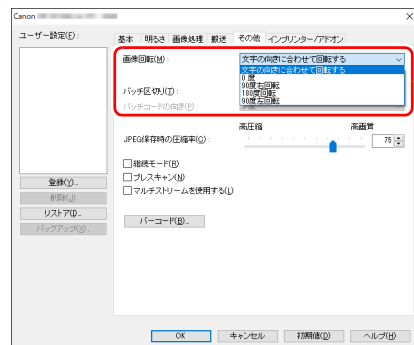 Canon
ユーザー設定(F):
登録(Y)...
削除(J)
リストア(I)...
バックアップ(X)...
基本 明るさ 画像処理 搬送 その他 インプリンター/アドオン
画像回転(M): 文字の向きに合わせて回転する
文字の向きに合わせて回転する
0 度
90度右回転
バッチ区切り(T): 180度回転
90度左回転
バッチコードの向き(P):
高圧縮 高画質
JPEG保存時の圧縮率(C): 75
継続モード(R)
プレスキャン(N)
マルチストリームを使用する(L)
バーコード(B)...
OK キャンセル 初期値(D) ヘルプ(H)